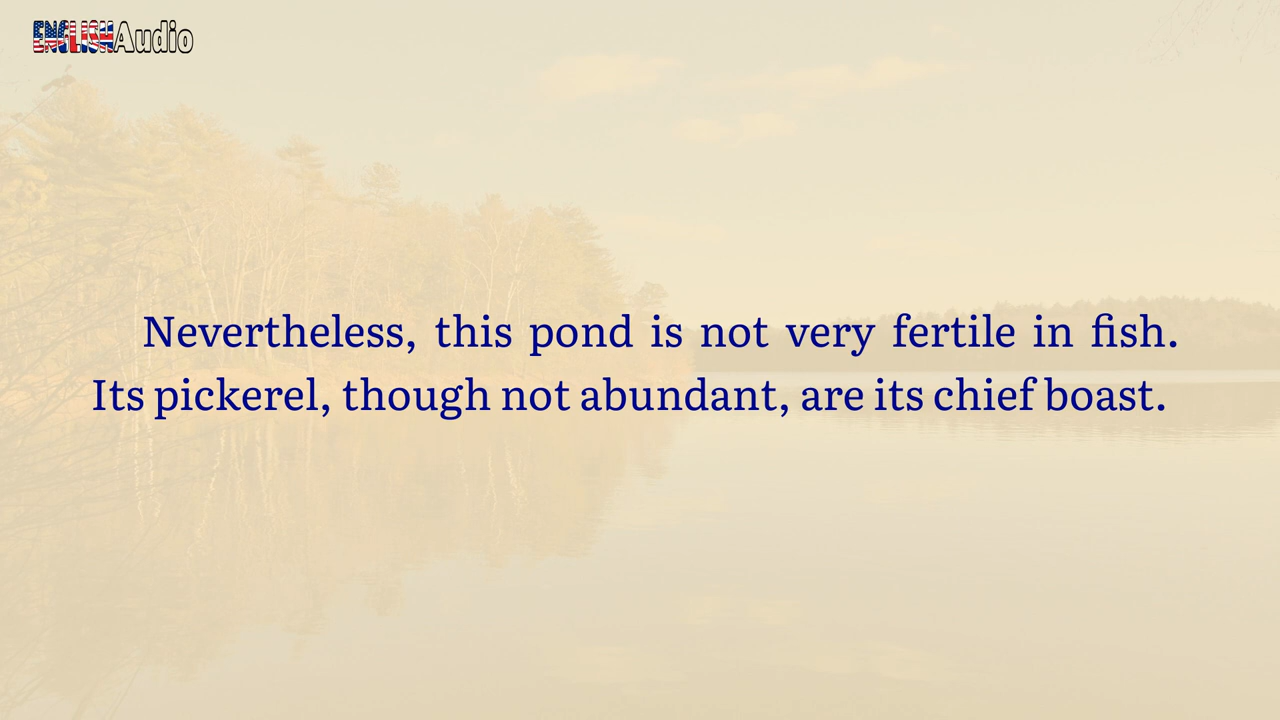 ENGLISHAudio
Nevertheless, this pond is not very fertile in fish.
Its pickerel, though not abundant, are its chief boast.